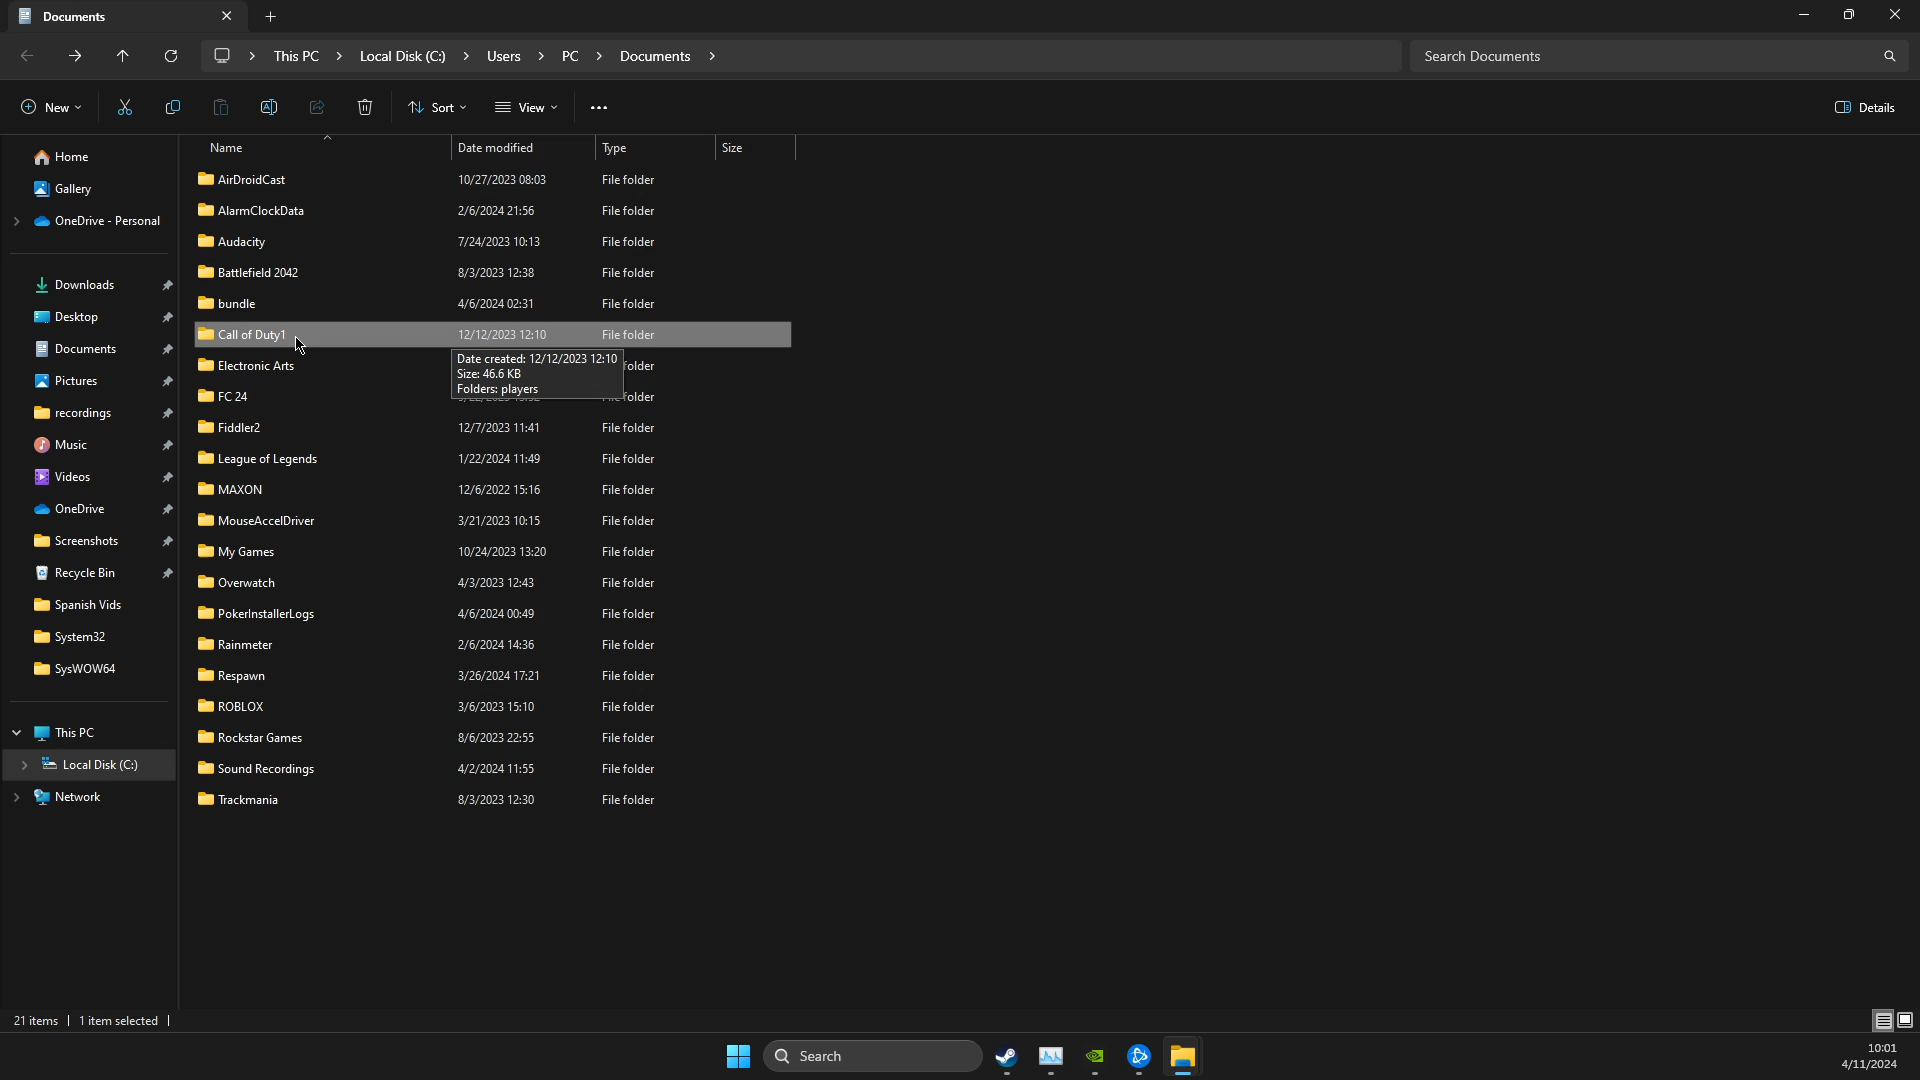 Documents
This PC > Local Disk (C:) > Users > PC > Documents >
Search Documents
New
Sort
View
Details
Home
Gallery
OneDrive - Personal
Downloads
Desktop
Documents
Pictures
recordings
Music
Videos
OneDrive
Screenshots
Recycle Bin
Spanish Vids
System32
SysWOW64
This PC
Local Disk (C:)
Network
Name Date modified Type Size
AirDroidCast 10/27/2023 08:03 File folder
AlarmClockData 2/6/2024 21:56 File folder
Audacity 7/24/2023 10:13 File folder
Battlefield 2042 8/3/2023 12:38 File folder
bundle 4/6/2024 02:31 File folder
Call of Duty1 12/12/2023 12:10 File folder
Date created: 12/12/2023 12:10
Size: 46.6 KB
Folders: players
Electronic Arts folder
FC 24 folder
Fiddler2 12/7/2023 11:41 File folder
League of Legends 1/22/2024 11:49 File folder
MAXON 12/6/2022 15:16 File folder
MouseAccelDriver 3/21/2023 10:15 File folder
My Games 10/24/2023 13:20 File folder
Overwatch 4/3/2023 12:43 File folder
PokerInstallerLogs 4/6/2024 00:49 File folder
Rainmeter 2/6/2024 14:36 File folder
Respawn 3/26/2024 17:21 File folder
ROBLOX 3/6/2023 15:10 File folder
Rockstar Games 8/6/2023 22:55 File folder
Sound Recordings 4/2/2024 11:55 File folder
Trackmania 8/3/2023 12:30 File folder
21 items | 1 item selected |
Search
10:01
4/11/2024